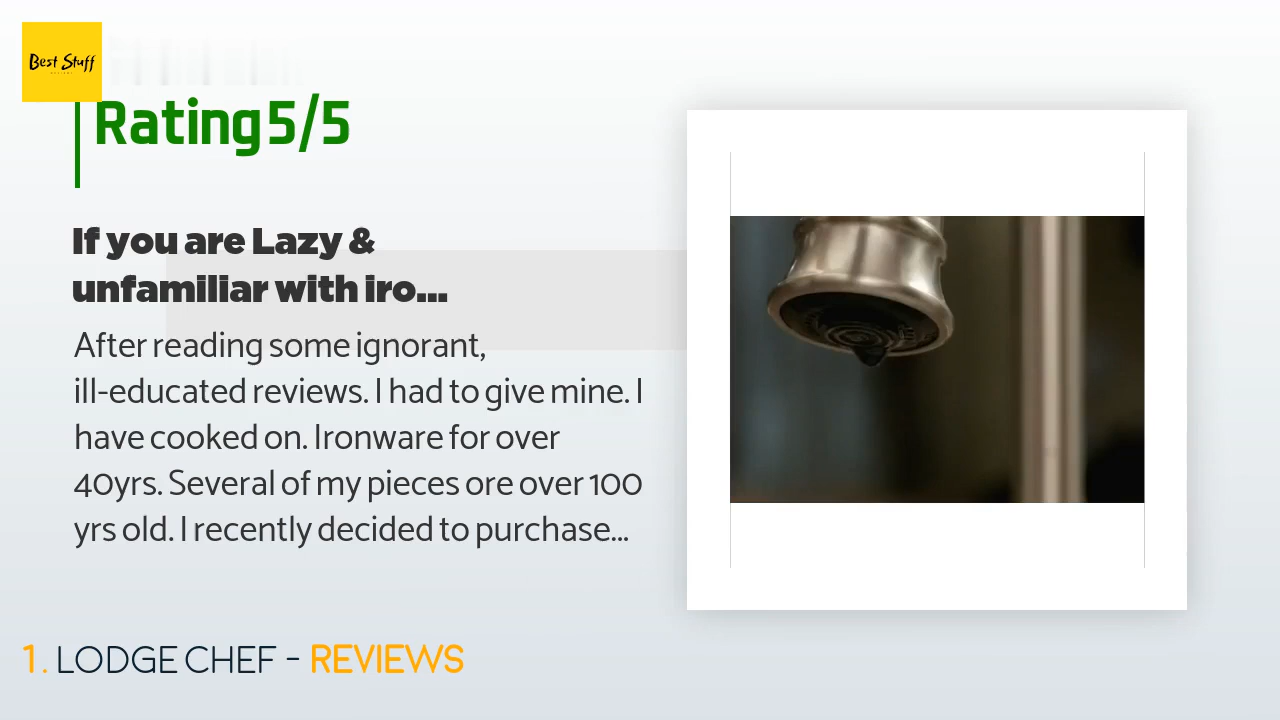 Best Stuff
Rating 5/5
If you are Lazy &
unfamiliar with iro...
After reading some ignorant,
ill-educated reviews. I had to give mine. I
have cooked on. Ironware for over
40yrs. Several of my pieces ore over 100
yrs old. I recently decided to purchase...
1. LODGE CHEF - REVIEWS